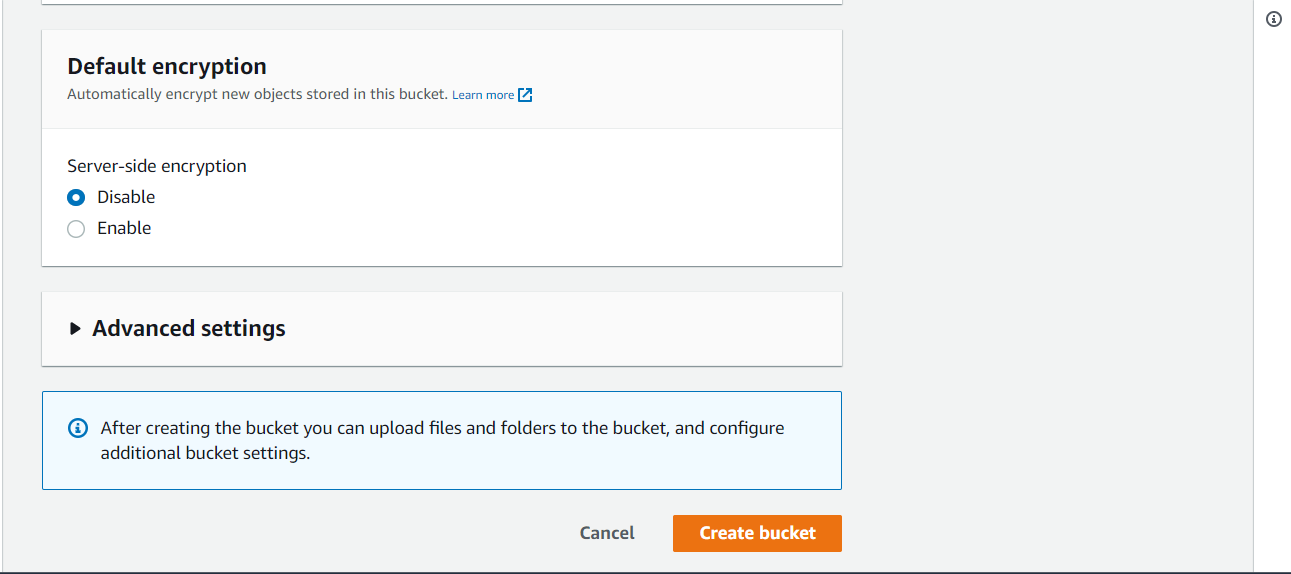 Default encryption
Automatically encrypt new objects stored in this bucket. Learn more
Server-side encryption
Disable
Enable
Advanced settings
After creating the bucket you can upload files and folders to the bucket, and configure
additional bucket settings.
Cancel
Create bucket